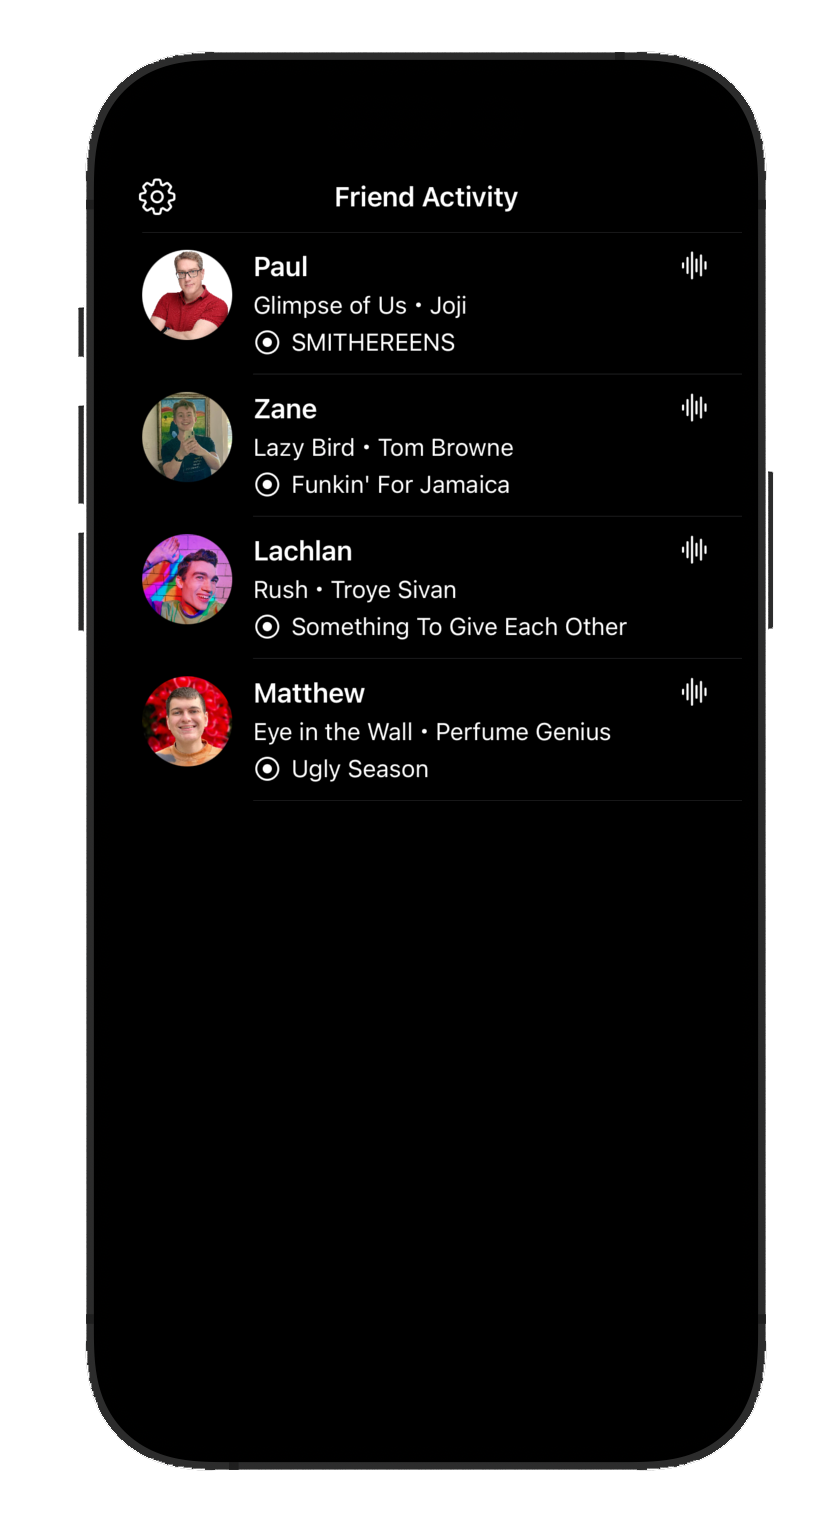 Friend Activity
Paul
Glimpse of Us • Joji
SMITHEREENS
Zane
Lazy Bird • Tom Browne
Funkin' For Jamaica
Lachlan
Rush • Troye Sivan
Something To Give Each Other
Matthew
Eye in the Wall • Perfume Genius
Ugly Season